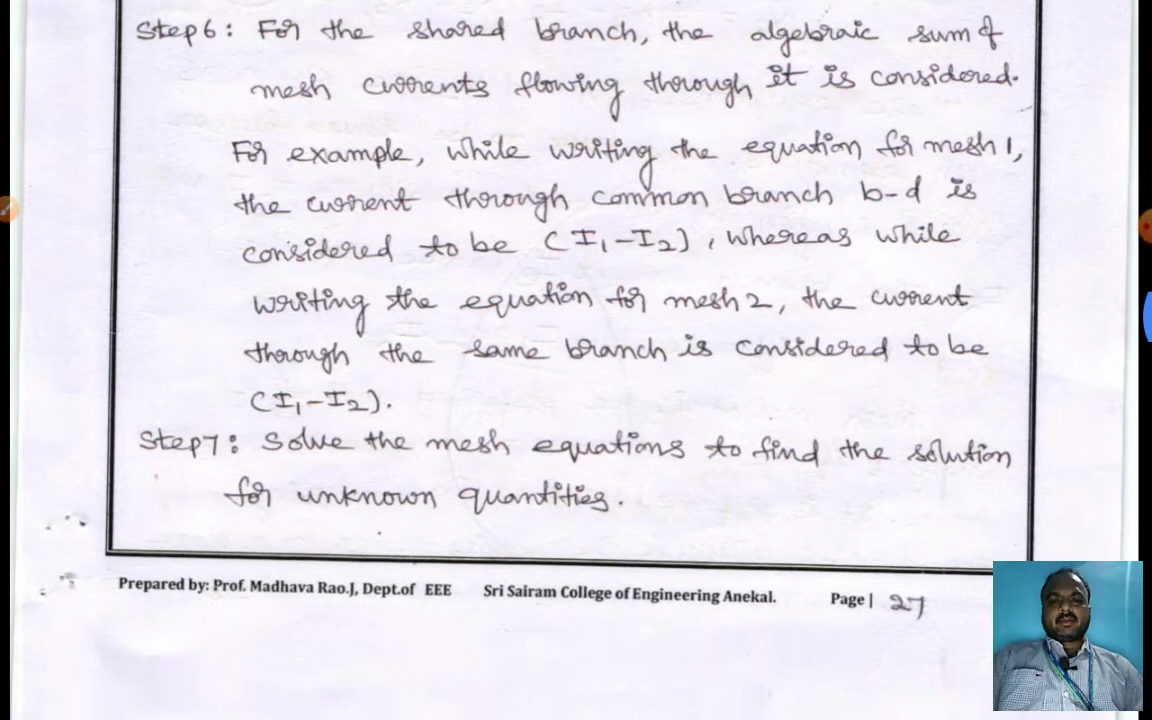 Step 6: For the shared branch, the algebraic sum of
mesh currents flowing through it is considered.
For example, while writing the equation for mesh 1,
the current through common branch b-d is
considered to be (I₁-I₂), whereas while
writing the equation for mesh 2, the current
through the same branch is considered to be
(I₁-I₂).
Step 7: Solve the mesh equations to find the solution
for unknown quantities.
Prepared by: Prof. Madhava Rao.J, Dept.of EEE Sri Sairam College of Engineering Anekal. Page | 27